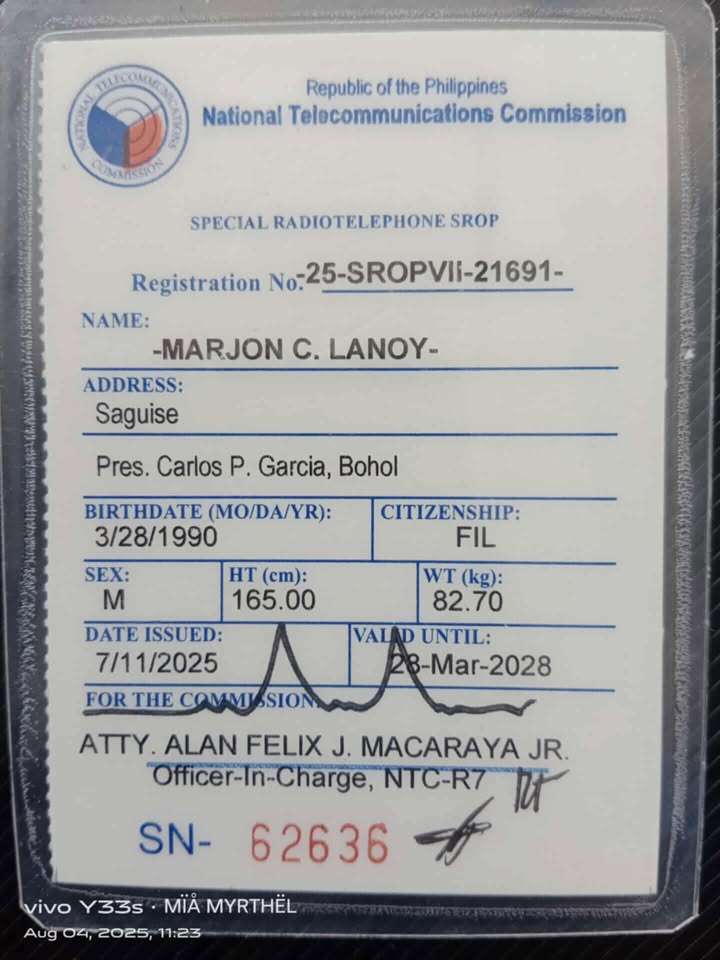 NATIONAL TELECOMMUNICATIONS COMMISSION
Republic of the Philippines
National Telecommunications Commission
SPECIAL RADIOTELEPHONE SROP
Registration No. -25-SROPVIi-21691-
NAME:
-MARJON C. LANOY-
ADDRESS:
Saguise
Pres. Carlos P. Garcia, Bohol
BIRTHDATE (MO/DA/YR): CITIZENSHIP:
3/28/1990 FIL
SEX: HT (cm): WT (kg):
M 165.00 82.70
DATE ISSUED: VALID UNTIL:
7/11/2025 28-Mar-2028
FOR THE COMMISSION:
ATTY. ALAN FELIX J. MACARAYA JR.
Officer-In-Charge, NTC-R7
SN- 62636
vivo Y33s · MÏÅ MYRTHËL
Aug 04, 2025, 11:23